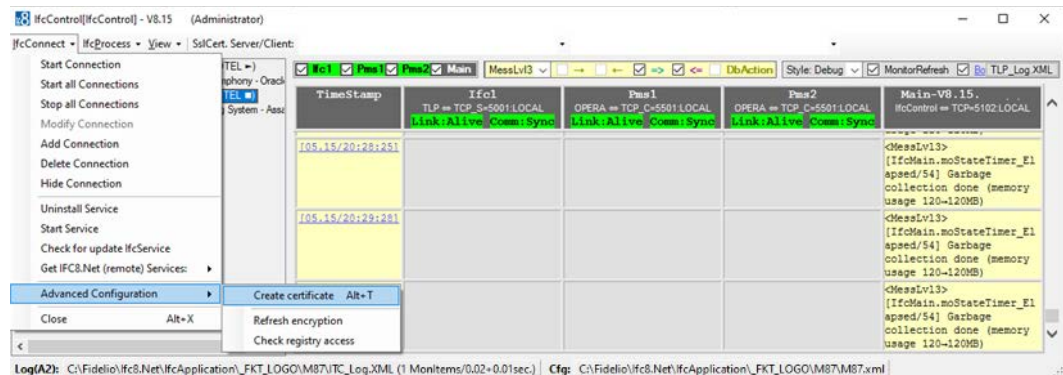 IfcControl[IfcControl] - V8.15 (Administrator)
IfcConnect IfcProcess View SslCert. Server/Client:
Start Connection
Start all Connections
Stop all Connections
Modify Connection
Add Connection
Delete Connection
Hide Connection
Uninstall Service
Start Service
Check for update IfcService
Get IFC8.Net (remote) Services:
Advanced Configuration
Close Alt+X
Create certificate Alt+T
Refresh encryption
Check registry access
Ifc1 Pms1 Pms2 Main MessLvl3 → ← => <= DbAction Style: Debug MonitorRefresh Bo TLP_Log.XML
TimeStamp Ifc1 Pms1 Pms2 Main-V8.15.
TLP ⇔ TCP_S=5001:LOCAL OPERA ⇔ TCP_C=5501:LOCAL OPERA ⇔ TCP_C=5501:LOCAL IfcControl ⇔ TCP=5102:LOCAL
Link:Alive Comm:Sync Link:Alive Comm:Sync Link:Alive Comm:Sync
[05.15/20:28:25] <MessLvl3>
[IfcMain.moStateTimer_El
apsed/54] Garbage
collection done (memory
usage 120→120MB)
[05.15/20:29:28] <MessLvl3>
[IfcMain.moStateTimer_El
apsed/54] Garbage
collection done (memory
usage 120→120MB)
<MessLvl3>
[IfcMain.moStateTimer_El
apsed/54] Garbage
collection done (memory
usage 120→120MB)
Log(A2): C:\Fidelio\Ifc8.Net\IfcApplication\_FKT_LOGO\M87\ITC_Log.XML (1 MonItems/0.02+0.01sec.) Cfg: C:\Fidelio\Ifc8.Net\IfcApplication\_FKT_LOGO\M87\M87.xml